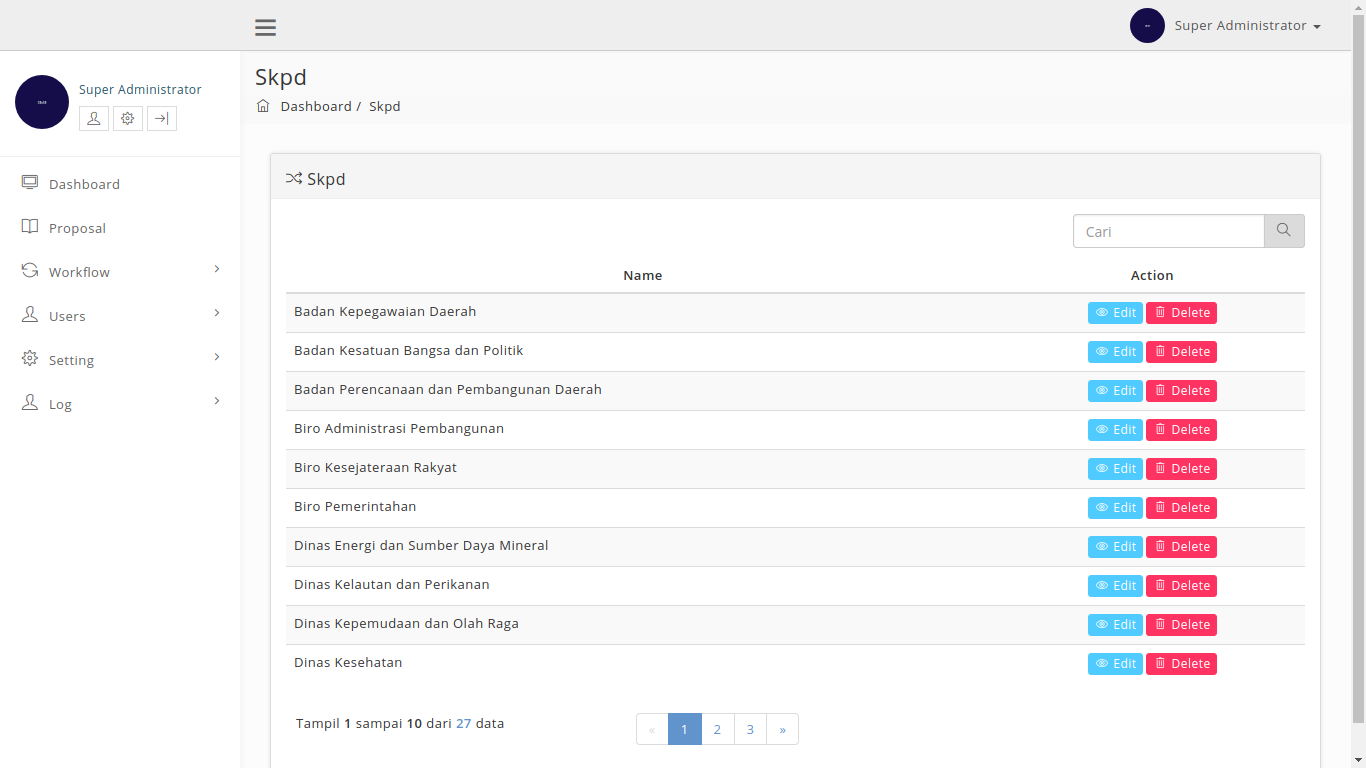 Super Administrator
Super Administrator
Dashboard
Proposal
Workflow
Users
Setting
Log
Skpd
Dashboard / Skpd
Skpd
Cari
Name Action
Badan Kepegawaian Daerah Edit Delete
Badan Kesatuan Bangsa dan Politik Edit Delete
Badan Perencanaan dan Pembangunan Daerah Edit Delete
Biro Administrasi Pembangunan Edit Delete
Biro Kesejateraan Rakyat Edit Delete
Biro Pemerintahan Edit Delete
Dinas Energi dan Sumber Daya Mineral Edit Delete
Dinas Kelautan dan Perikanan Edit Delete
Dinas Kepemudaan dan Olah Raga Edit Delete
Dinas Kesehatan Edit Delete
Tampil 1 sampai 10 dari 27 data « 1 2 3 »